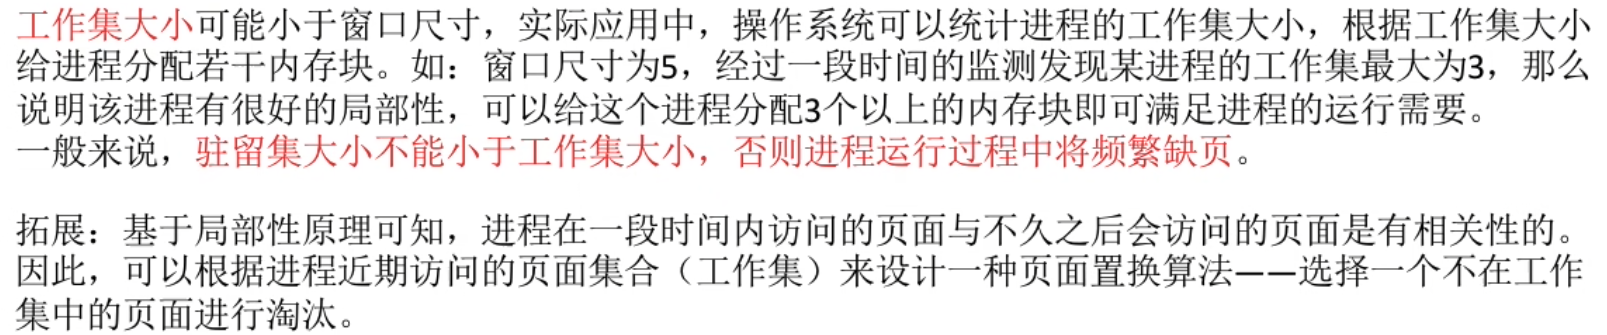 工作集大小可能小于窗口尺寸，实际应用中，操作系统可以统计进程的工作集大小，根据工作集大小
给进程分配若干内存块。如：窗口尺寸为5，经过一段时间的监测发现某进程的工作集最大为3，那么
说明该进程有很好的局部性，可以给这个进程分配3个以上的内存块即可满足进程的运行需要。
一般来说，驻留集大小不能小于工作集大小，否则进程运行过程中将频繁缺页。
拓展：基于局部性原理可知，进程在一段时间内访问的页面与不久之后会访问的页面是有相关性的。
因此，可以根据进程近期访问的页面集合（工作集）来设计一种页面置换算法——选择一个不在工作
集中的页面进行淘汰。